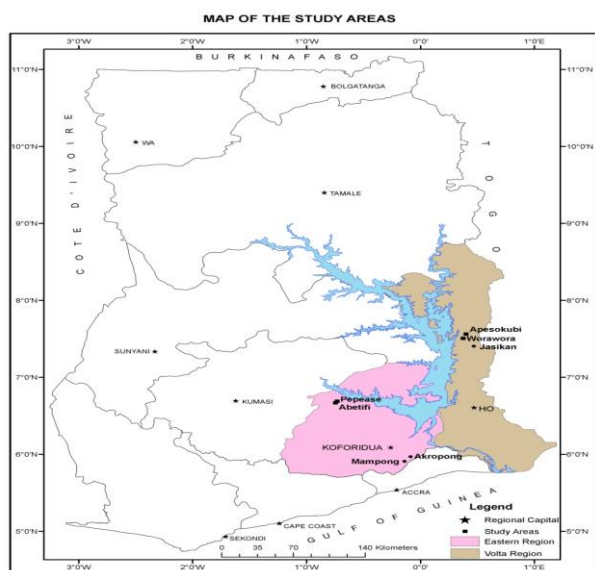 MAP OF THE STUDY AREAS
3°0'W 2°0'W 1°0'W 0°0' 1°0'E
BURKINAFASO
11°0'N 11°0'N
BOLGATANGA
10°0'N WA 10°0'N
COTE D'IVOIRE
TOGO
TAMALE
9°0'N 9°0'N
8°0'N 8°0'N
Apesokubi
Worawora
Jasikan
SUNYANI
7°0'N 7°0'N
KUMASI
Pepease
Abetifi
HO
KOFORIDUA
6°0'N 6°0'N
Mampong Akropong
ACCRA
GULF OF GUINEA
CAPE COAST
5°0'N SEKONDI 5°0'N
0 35 70 140 Kilometers
Legend
Regional Capital
Study Areas
Eastern Region
Volta Region
3°0'W 2°0'W 1°0'W 0°0' 1°0'E